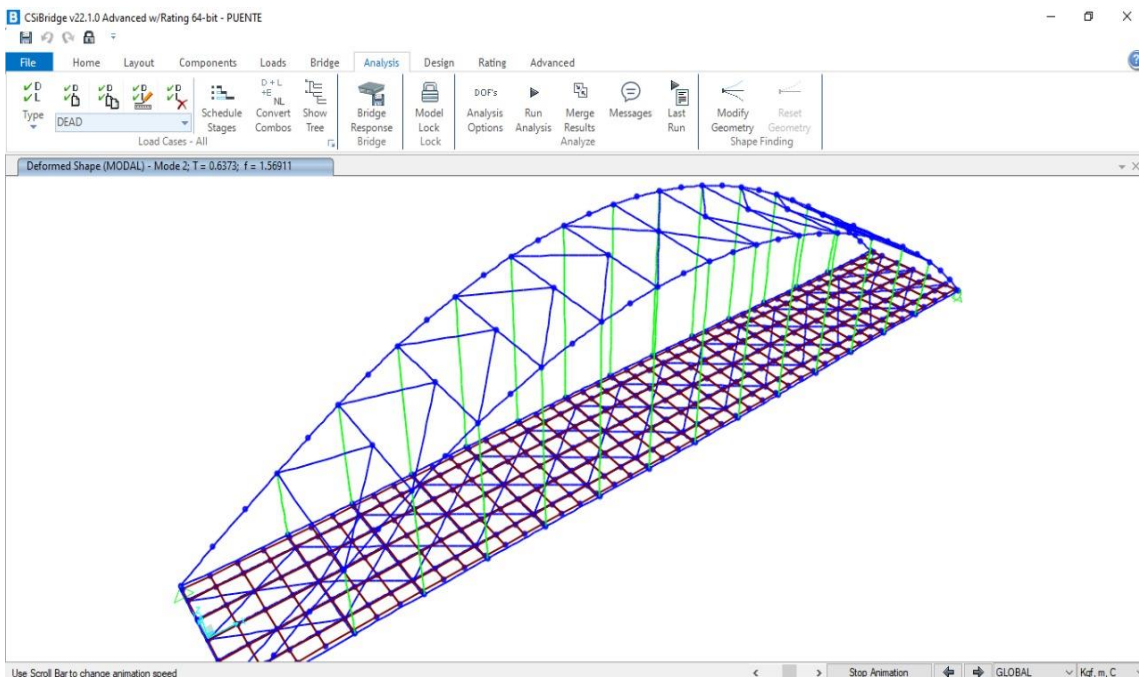 CSiBridge v22.1.0 Advanced w/Rating 64-bit - PUENTE
File Home Layout Components Loads Bridge Analysis Design Rating Advanced
Type
DEAD
Schedule Stages
D + L +E NL
Convert Combos
Show Tree
Load Cases - All
Bridge Response
Bridge
Model Lock
Lock
DOF's
Analysis Options
Run Analysis
Merge Results
Messages
Last Run
Analyze
Modify Geometry
Reset Geometry
Shape Finding
Deformed Shape (MODAL) - Mode 2; T = 0.6373; f = 1.56911
Use Scroll Bar to change animation speed
Stop Animation
GLOBAL
Kgf, m, C